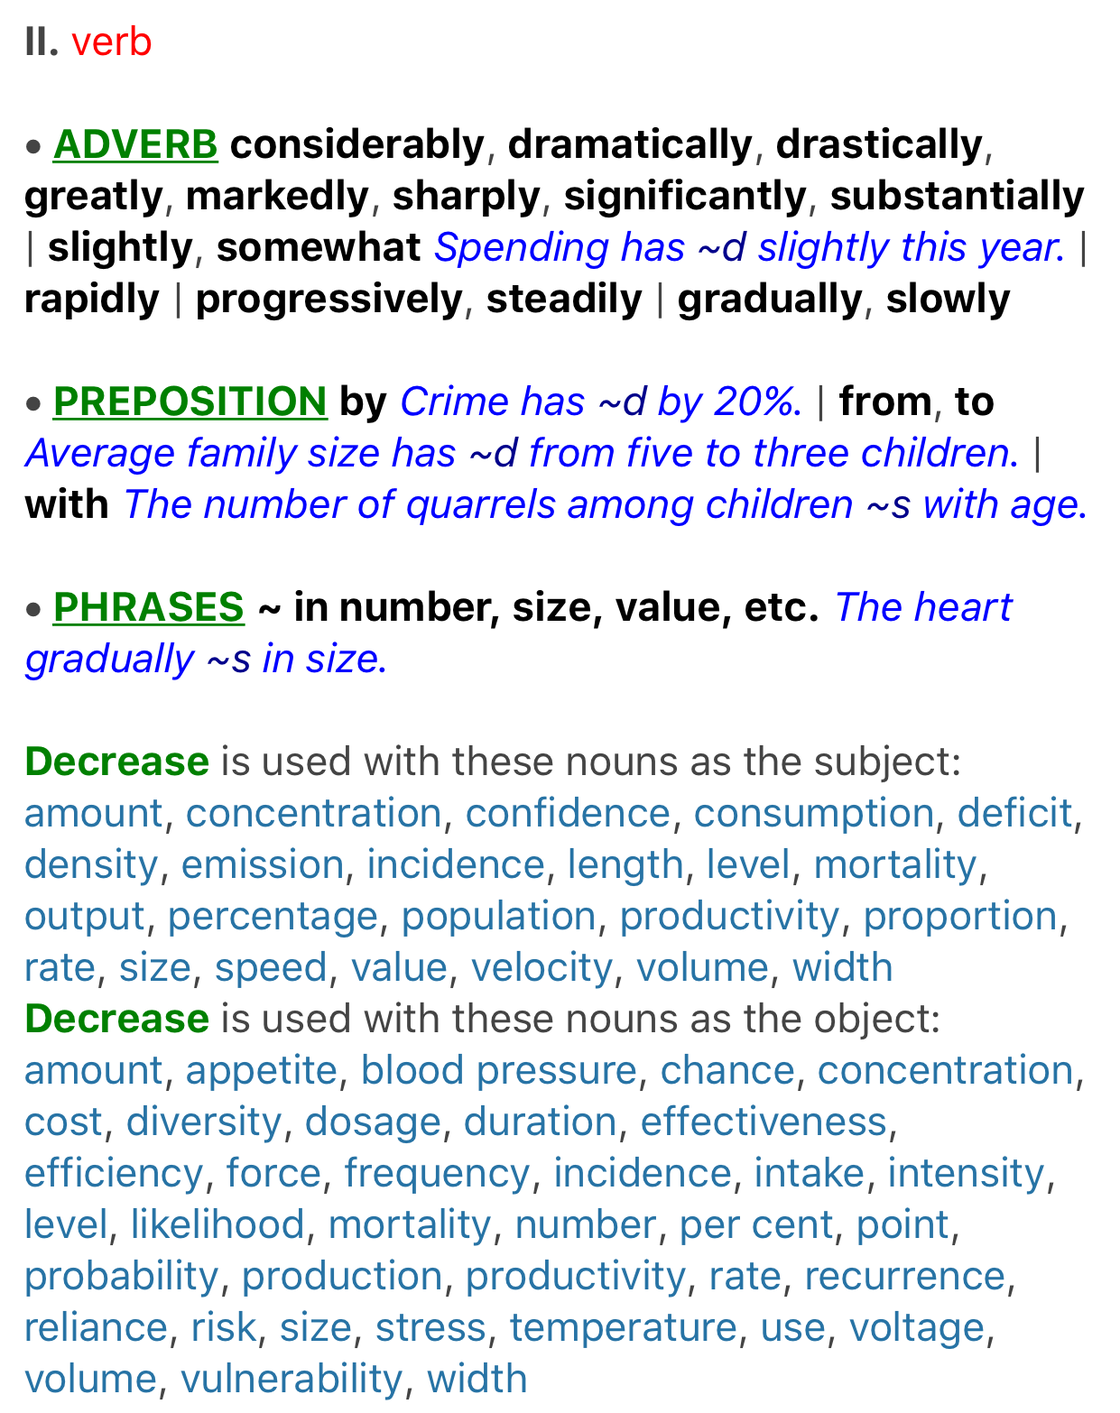 II. verb
• ADVERB considerably, dramatically, drastically,
greatly, markedly, sharply, significantly, substantially
| slightly, somewhat Spending has ~d slightly this year. |
rapidly | progressively, steadily | gradually, slowly
• PREPOSITION by Crime has ~d by 20%. | from, to
Average family size has ~d from five to three children. |
with The number of quarrels among children ~s with age.
• PHRASES ~ in number, size, value, etc. The heart
gradually ~s in size.
Decrease is used with these nouns as the subject:
amount, concentration, confidence, consumption, deficit,
density, emission, incidence, length, level, mortality,
output, percentage, population, productivity, proportion,
rate, size, speed, value, velocity, volume, width
Decrease is used with these nouns as the object:
amount, appetite, blood pressure, chance, concentration,
cost, diversity, dosage, duration, effectiveness,
efficiency, force, frequency, incidence, intake, intensity,
level, likelihood, mortality, number, per cent, point,
probability, production, productivity, rate, recurrence,
reliance, risk, size, stress, temperature, use, voltage,
volume, vulnerability, width